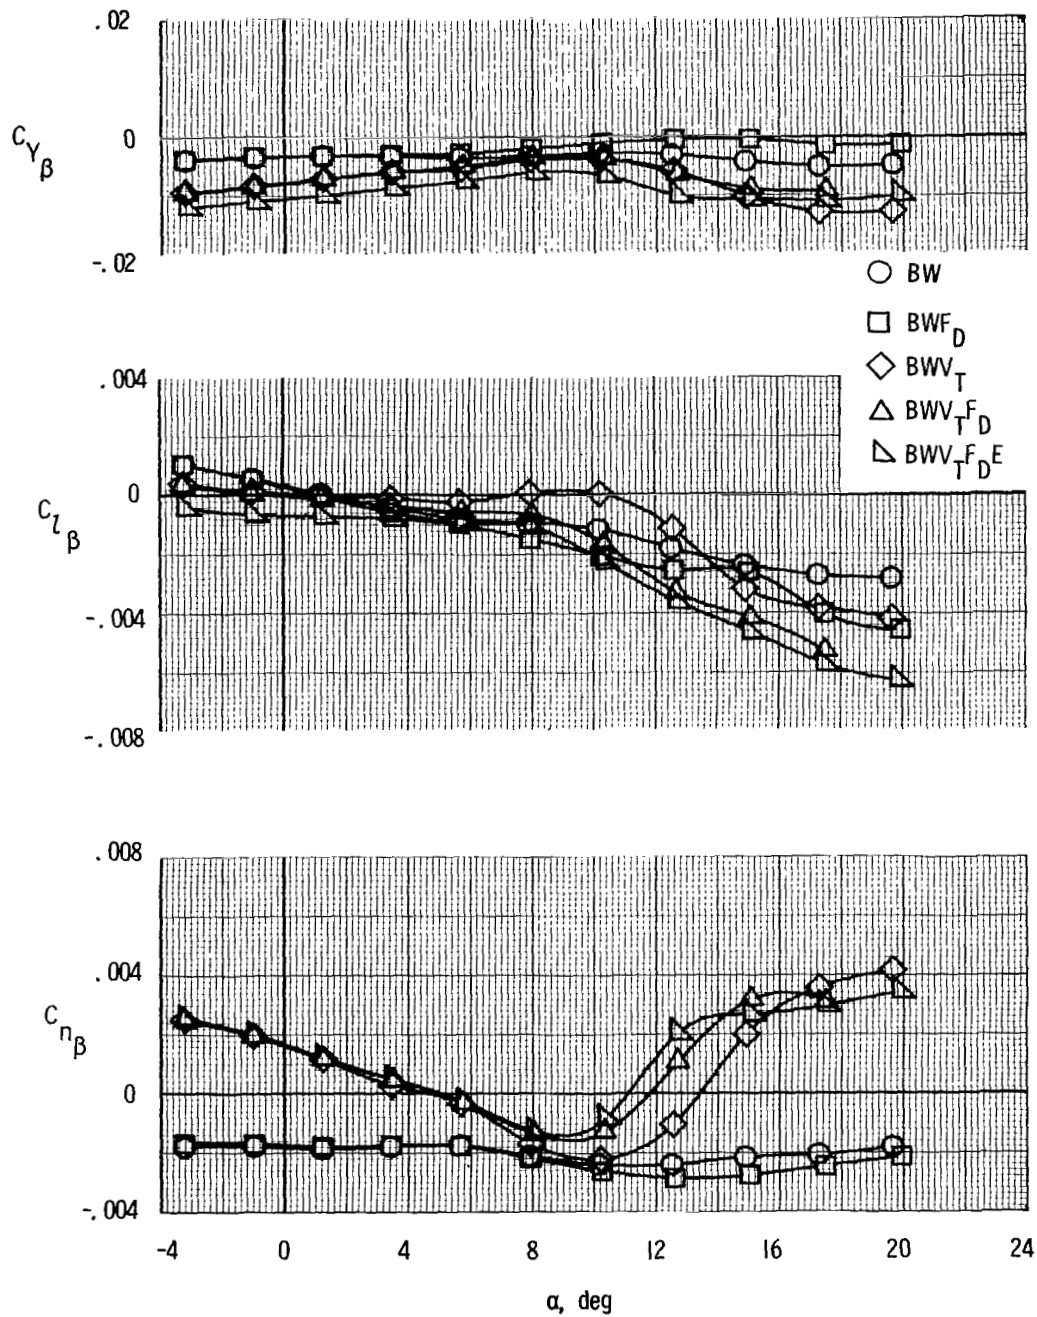 .02
C_Yβ
0
-.02
○ BW
□ BWF_D
◇ BWV_T
△ BWV_TF_D
◺ BWV_TF_DE
.004
0
C_lβ
-.004
-.008
.008
.004
C_nβ
0
-.004
-4 0 4 8 12 16 20 24
α, deg